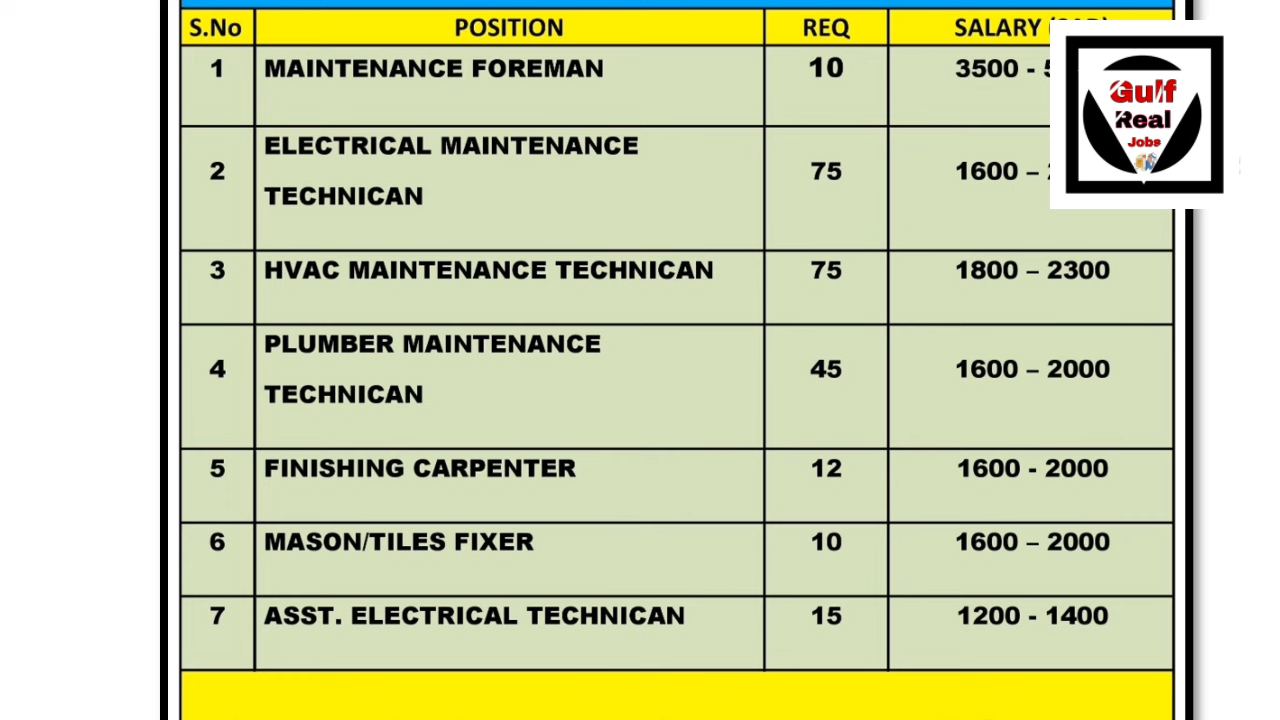 S.No POSITION REQ SALARY
1 MAINTENANCE FOREMAN 10 3500 -
2 ELECTRICAL MAINTENANCE TECHNICAN 75 1600 –
3 HVAC MAINTENANCE TECHNICAN 75 1800 – 2300
4 PLUMBER MAINTENANCE TECHNICAN 45 1600 – 2000
5 FINISHING CARPENTER 12 1600 - 2000
6 MASON/TILES FIXER 10 1600 – 2000
7 ASST. ELECTRICAL TECHNICAN 15 1200 - 1400
Gulf
Real
Jobs